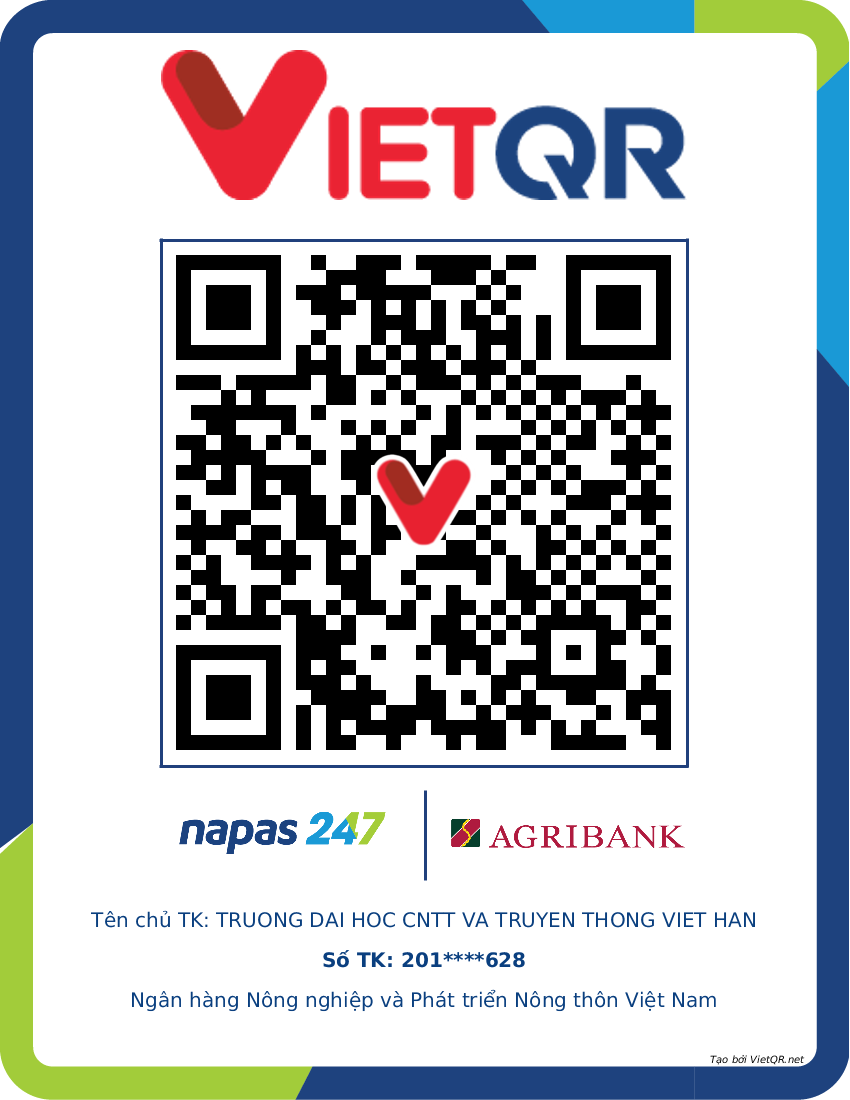 VIETQR
napas 247
AGRIBANK
Tên chủ TK: TRUONG DAI HOC CNTT VA TRUYEN THONG VIET HAN
Số TK: 201****628
Ngân hàng Nông nghiệp và Phát triển Nông thôn Việt Nam
Tạo bởi VietQR.net